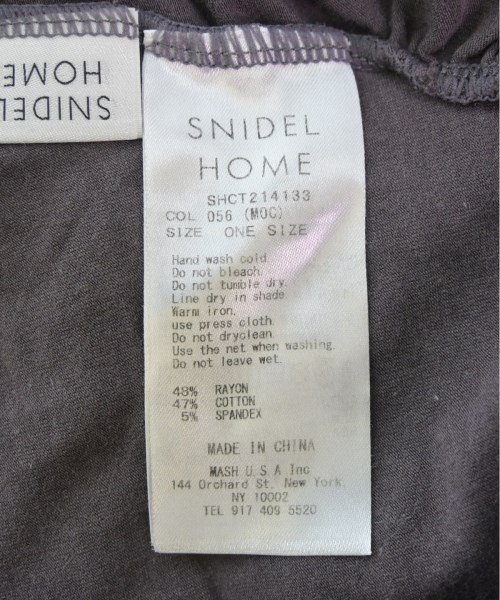 SNIDEL
HOME
SNIDEL
HOME
SHCT214133
COL 056 (MOC)
SIZE ONE SIZE
Hand wash cold.
Do not bleach.
Do not tumble dry.
Line dry in shade.
Warm iron.
use press cloth.
Do not dryclean.
Use the net when washing.
Do not leave wet.
48% RAYON
47% COTTON
5% SPANDEX
MADE IN CHINA
MASH U.S.A Inc
144 Orchard St. New York,
NY 10002
TEL 917 409 5520